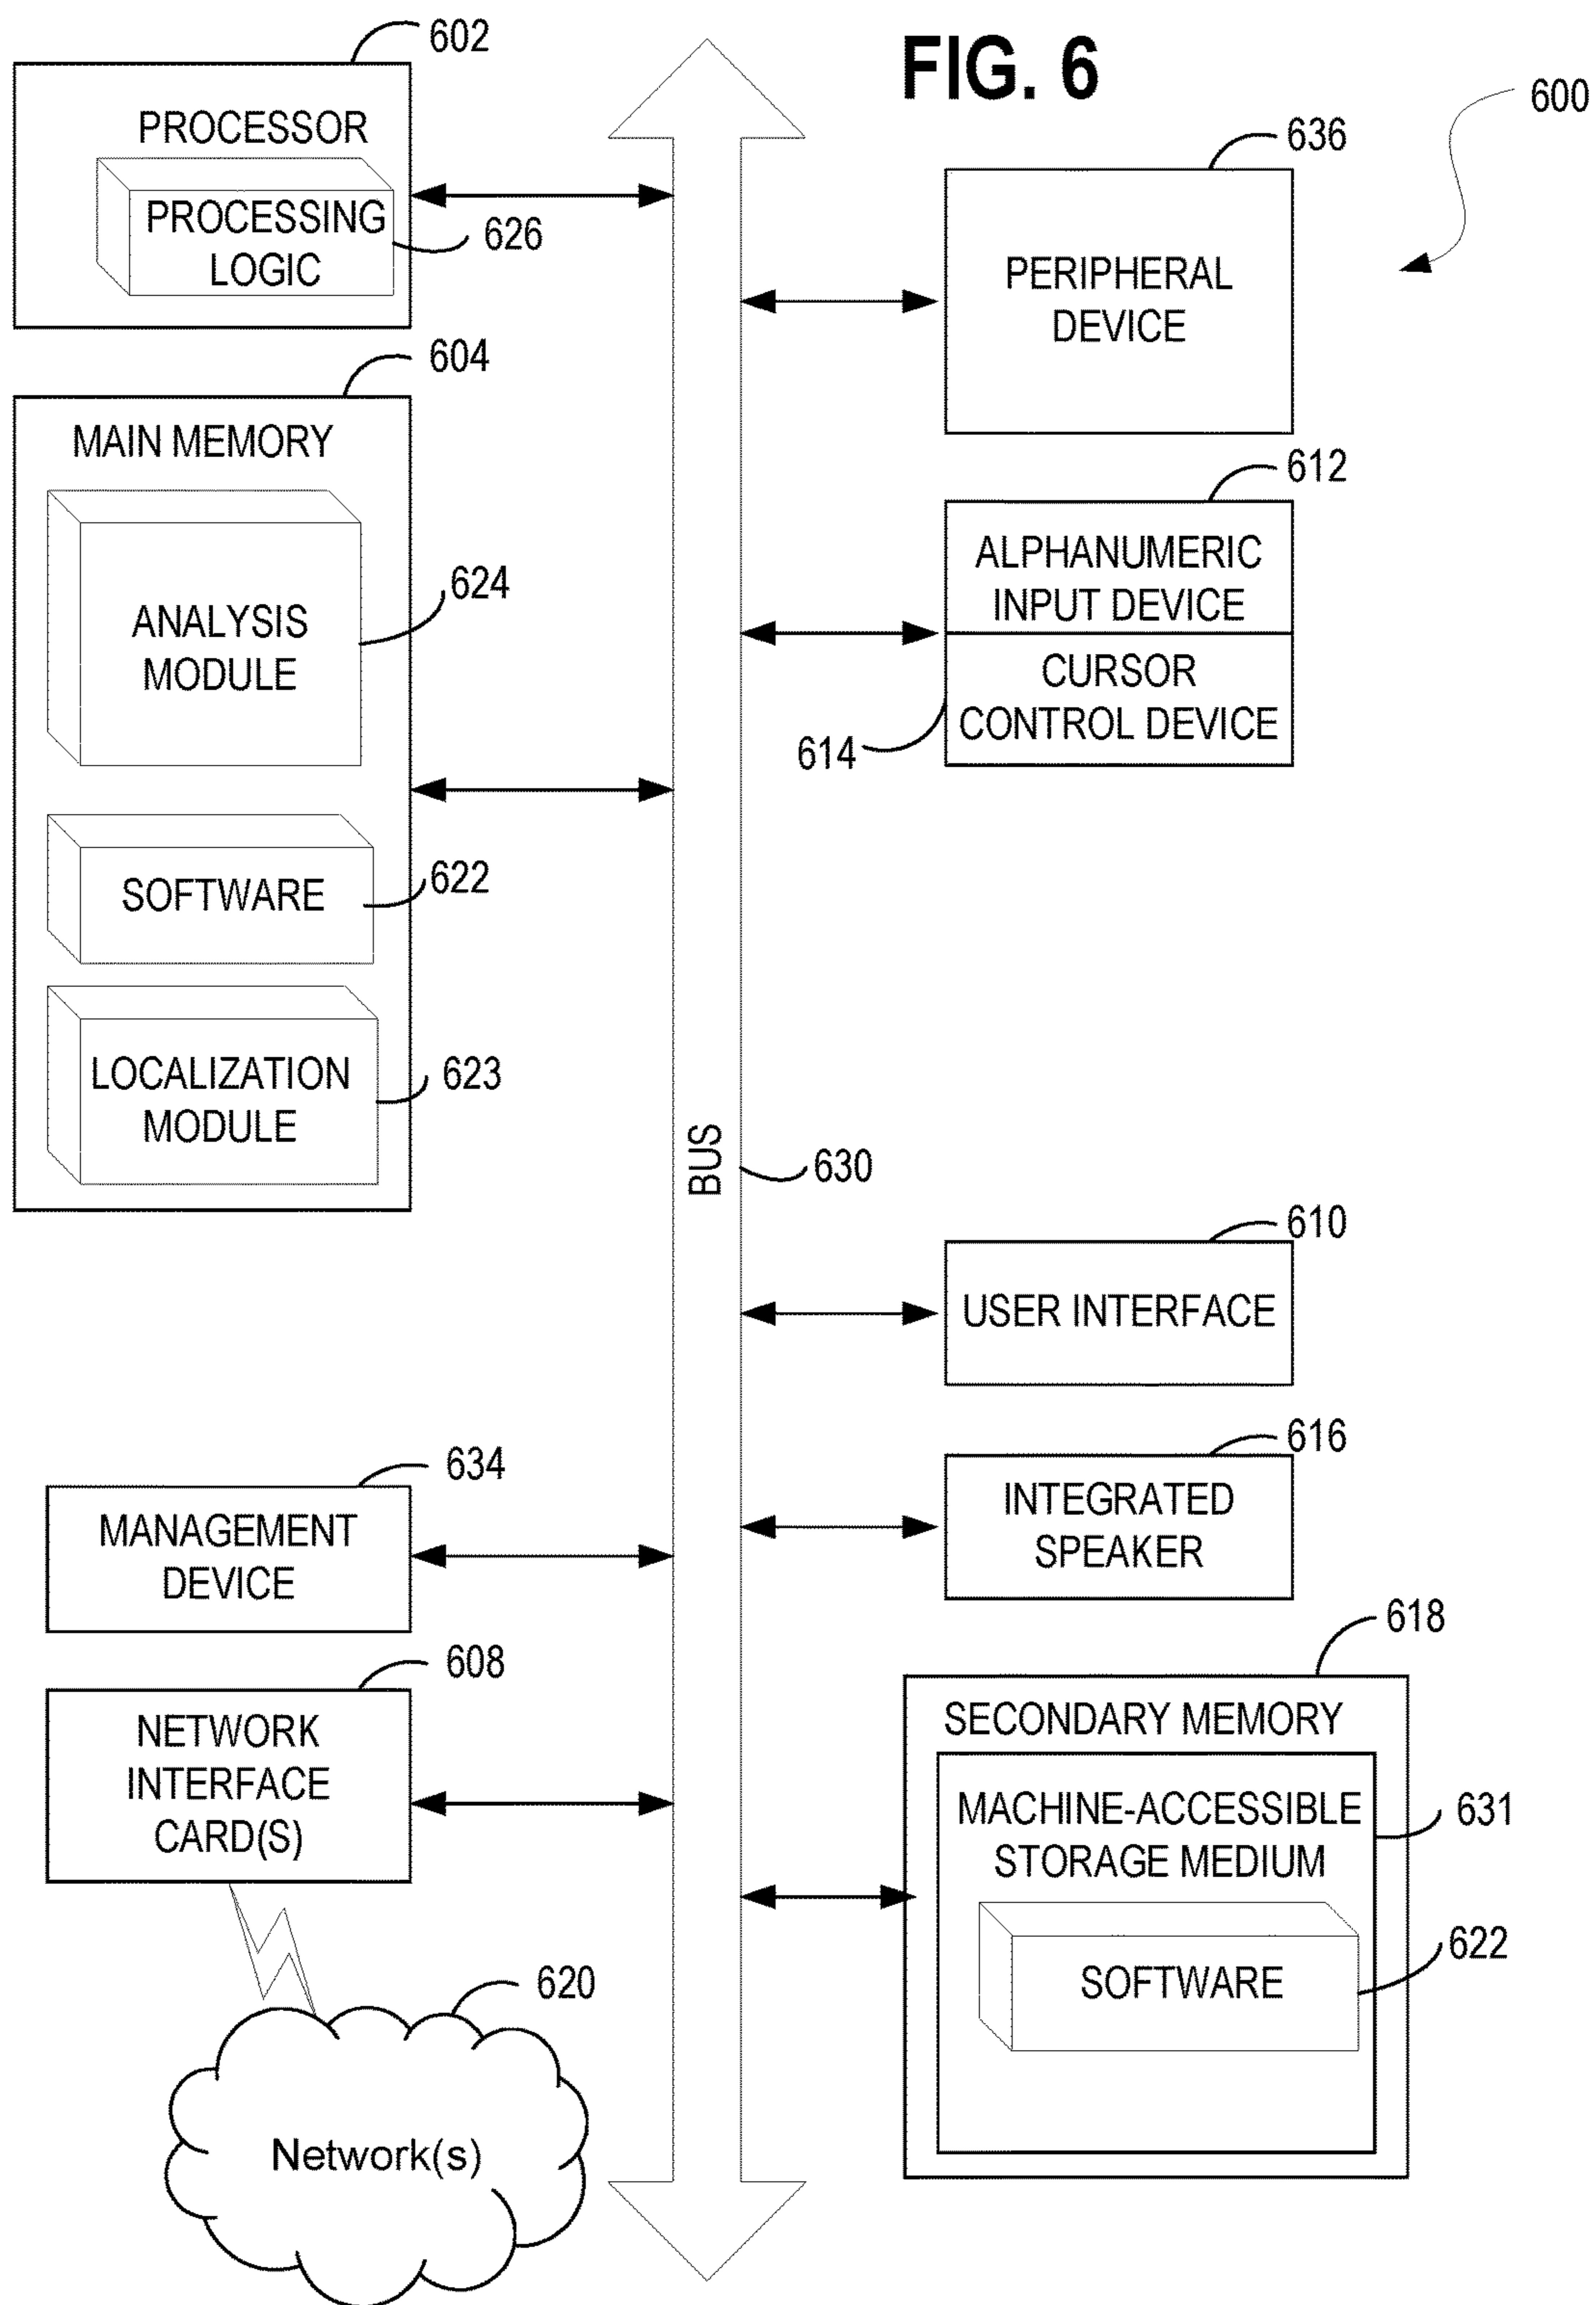 FIG. 6
600
602
PROCESSOR
PROCESSING
LOGIC
626
604
MAIN MEMORY
ANALYSIS
MODULE
624
SOFTWARE
622
LOCALIZATION
MODULE
623
634
MANAGEMENT
DEVICE
608
NETWORK
INTERFACE
CARD(S)
620
Network(s)
BUS
630
636
PERIPHERAL
DEVICE
612
ALPHANUMERIC
INPUT DEVICE
CURSOR
CONTROL DEVICE
614
610
USER INTERFACE
616
INTEGRATED
SPEAKER
618
SECONDARY MEMORY
MACHINE-ACCESSIBLE
STORAGE MEDIUM
631
SOFTWARE
622